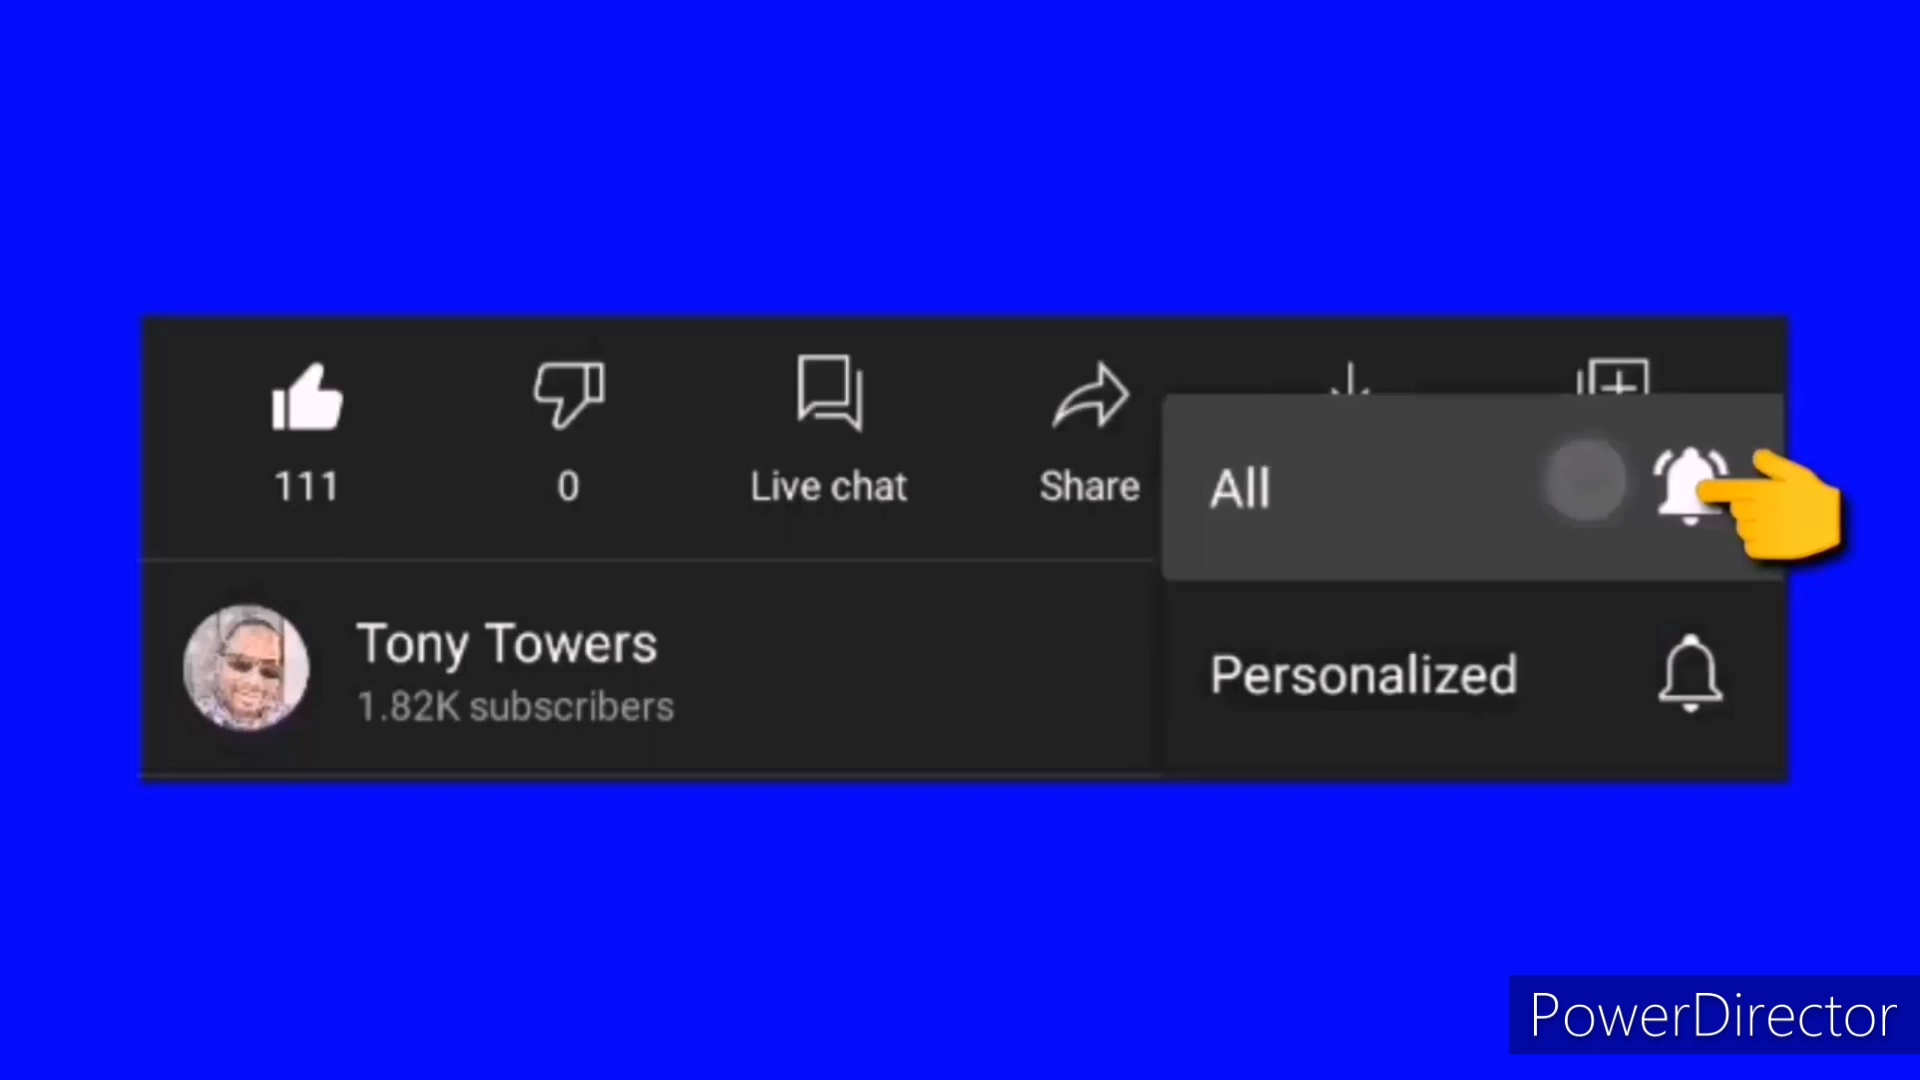 111
0
Live chat
Share
All
Tony Towers
1.82K subscribers
Personalized
PowerDirector